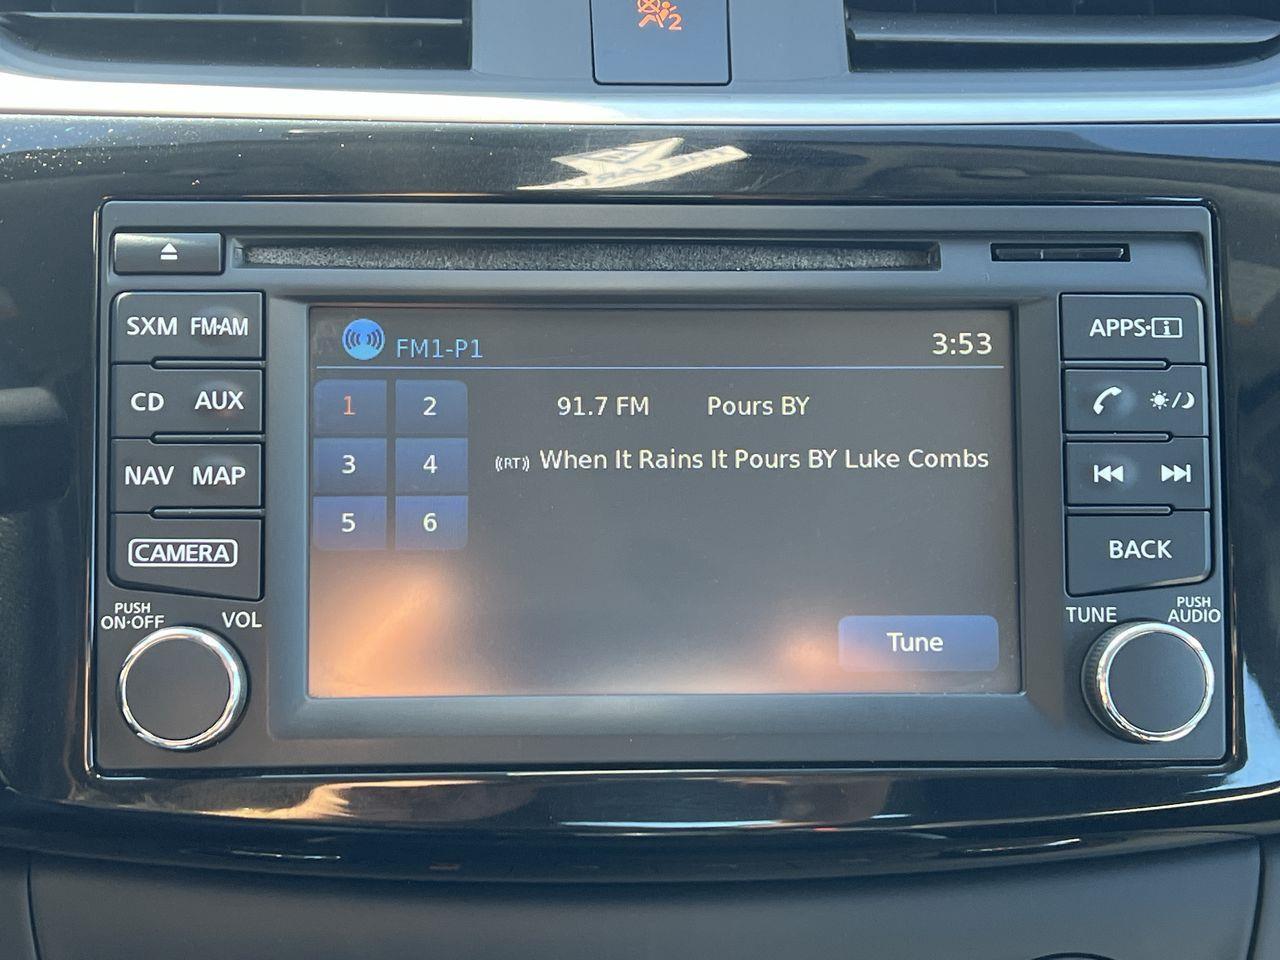 2
SXM FM·AM
CD AUX
NAV MAP
CAMERA
PUSH
ON·OFF
VOL
FM1-P1
3:53
1 2
3 4
5 6
91.7 FM Pours BY
((RT)) When It Rains It Pours BY Luke Combs
Tune
APPS·i
BACK
TUNE
PUSH
AUDIO